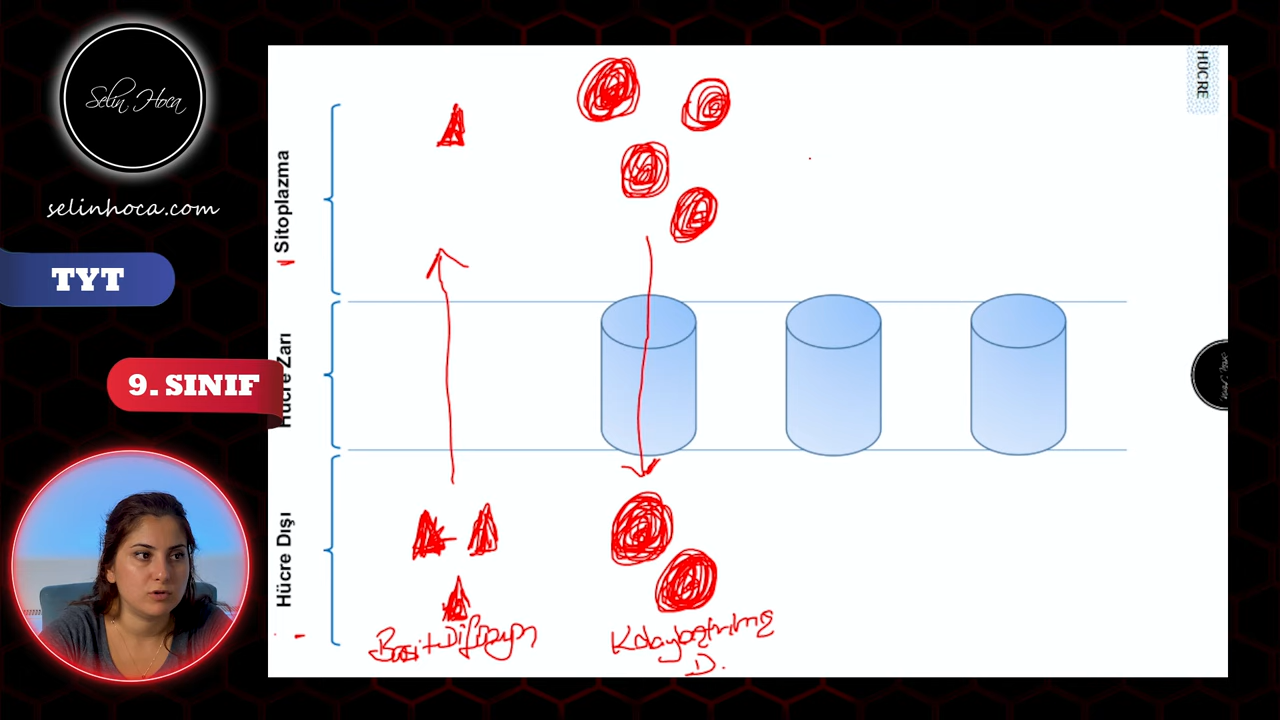 Selin Hoca
selinhoca.com
TYT
9. SINIF
HÜCRE
Sitoplazma
Hücre Zarı
Hücre Dışı
Basit Difüzyon
Kolaylaştırılmış
D.